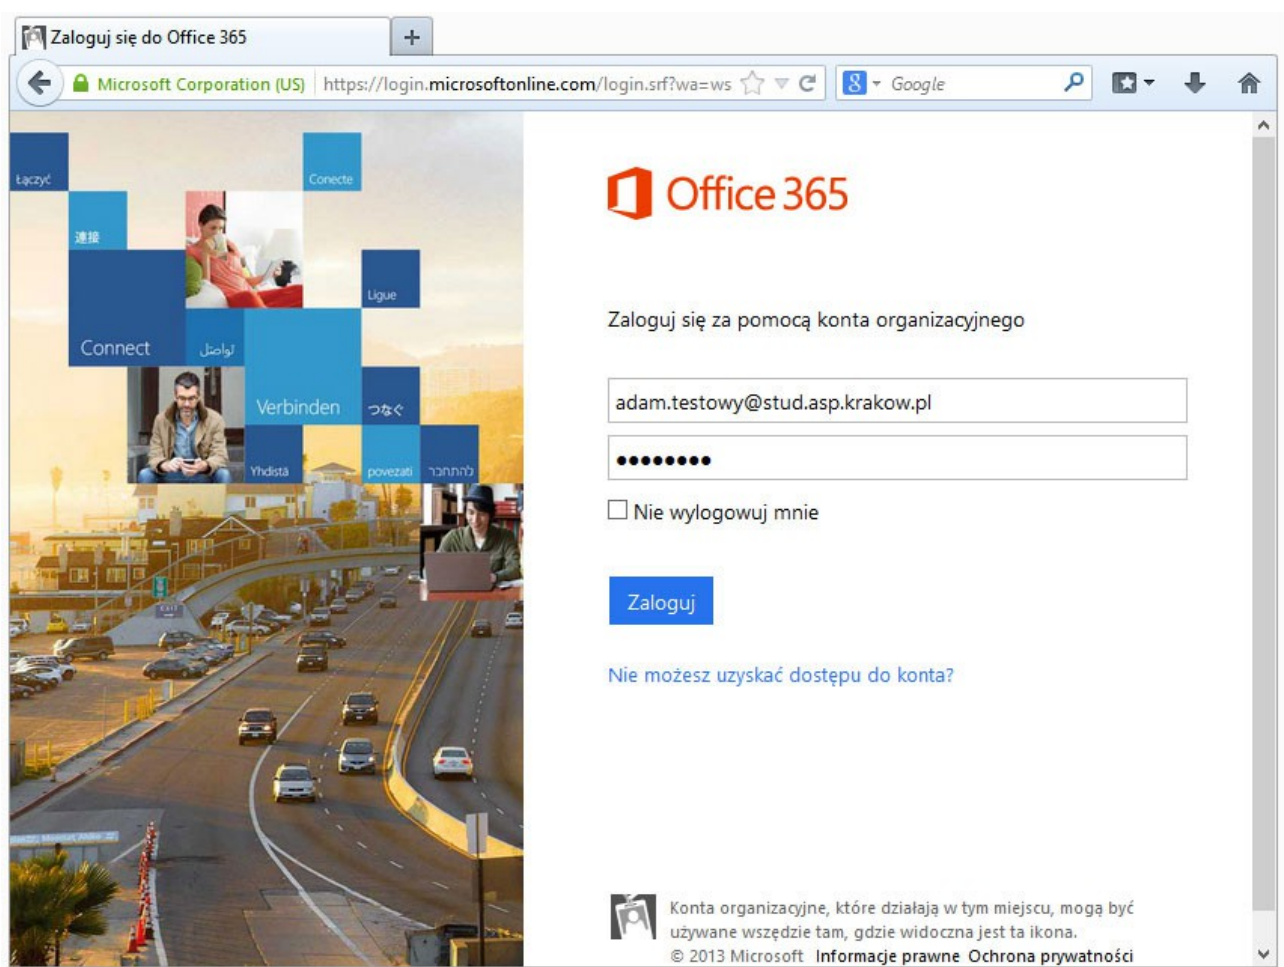 Zaloguj się do Office 365
Microsoft Corporation (US) https://login.microsoftonline.com/login.srf?wa=ws Google
Łączyć
Conecte
連接
Ligue
Connect
تواصل
Verbinden
つなぐ
Yhdistä
povezati
להתחבר
EXIT
Office 365
Zaloguj się za pomocą konta organizacyjnego
adam.testowy@stud.asp.krakow.pl
●●●●●●●●
Nie wylogowuj mnie
Zaloguj
Nie możesz uzyskać dostępu do konta?
Konta organizacyjne, które działają w tym miejscu, mogą być
używane wszędzie tam, gdzie widoczna jest ta ikona.
© 2013 Microsoft Informacje prawne Ochrona prywatności